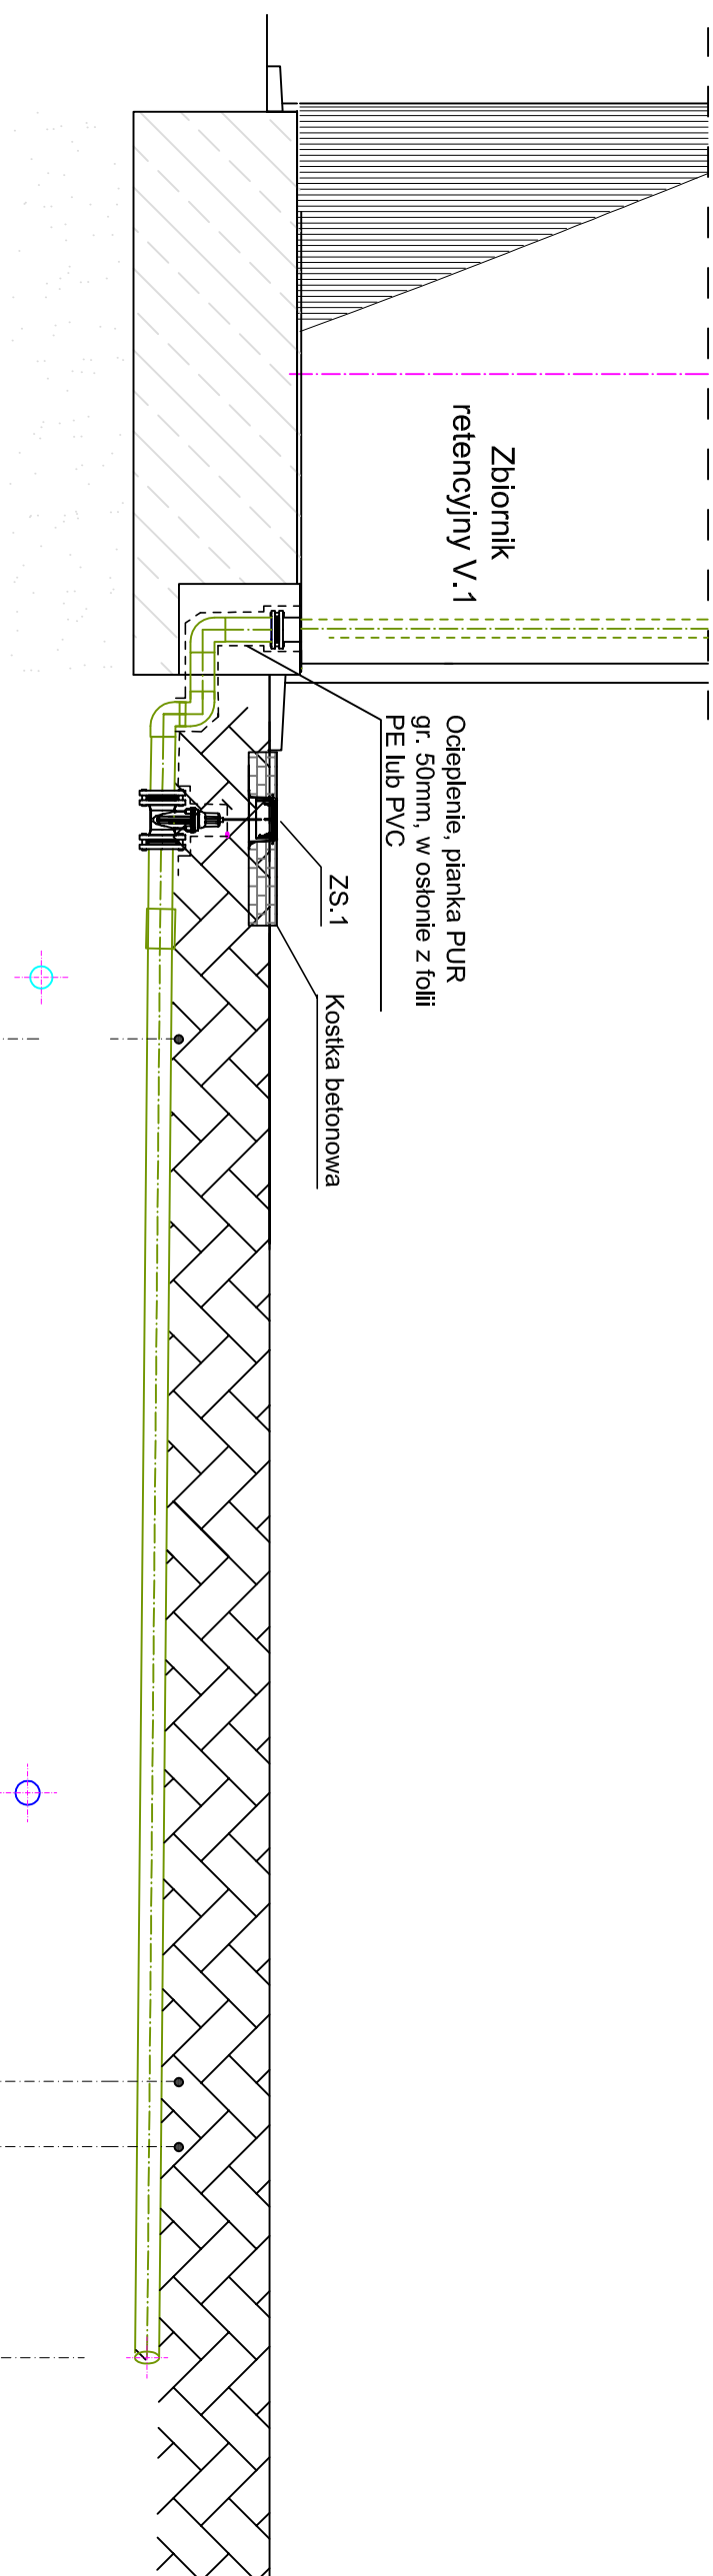 Zbiornik
retencyjny V.1
Ocieplenie, pianka PUR
gr. 50mm, w osłonie z folii
PE lub PVC
ZS.1
Kostka betonowa